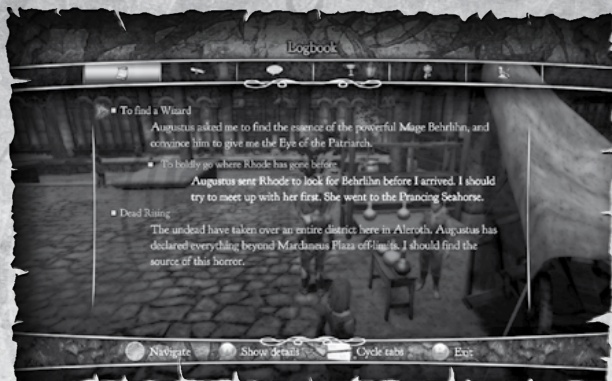 Logbook
To find a Wizard
Augustus asked me to find the essence of the powerful Mage Behrlihn, and
convince him to give me the Eye of the Patriarch.
To boldly go where Rhode has gone before
Augustus sent Rhode to look for Behrlihn before I arrived. I should
try to meet up with her first. She went to the Prancing Seahorse.
Dead Rising
The undead have taken over an entire district here in Aleroth. Augustus has
declared everything beyond Mardaneus Plaza off-limits. I should find the
source of this horror.
Navigate Show details Cycle tabs Exit